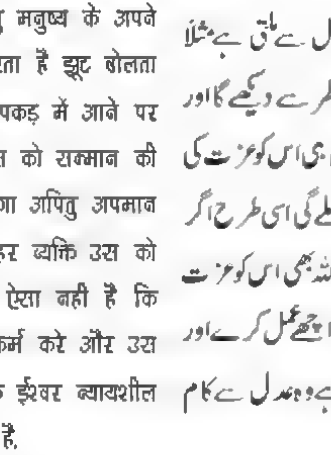 मनुष्य के अपने
है झूट बोलता
पकड़ में आने पर
को सम्मान की
अपितु अपमान
व्यक्ति उस को
ऐसा नही है कि
करे और उस
ईश्वर न्यायशील
है.
سے ملتی ہے مثلاً
سے دیکھے گا اور
ہی اس کو عزت کی
ملے گی اسی طرح اگر
بھی اس کو عزت
اچھے عمل کرے اور
ہے وہ عدل سے کام